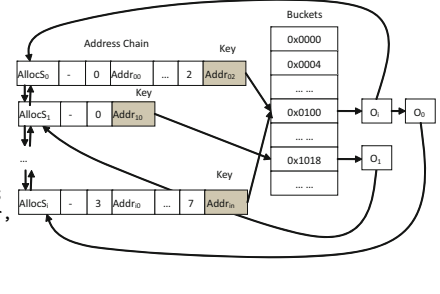 Buckets
Address Chain
Key
0x0000
0x0004
... ...
0x0100
... ...
0x1018
... ...
AllocS₀ - 0 Addr₀₀ ... 2 Addr₀₂
Key
AllocS₁ - 0 Addr₁₀
...
Key
AllocSᵢ - 3 Addrᵢ₀ ... 7 Addrᵢₙ
Oᵢ O₀
O₁
,